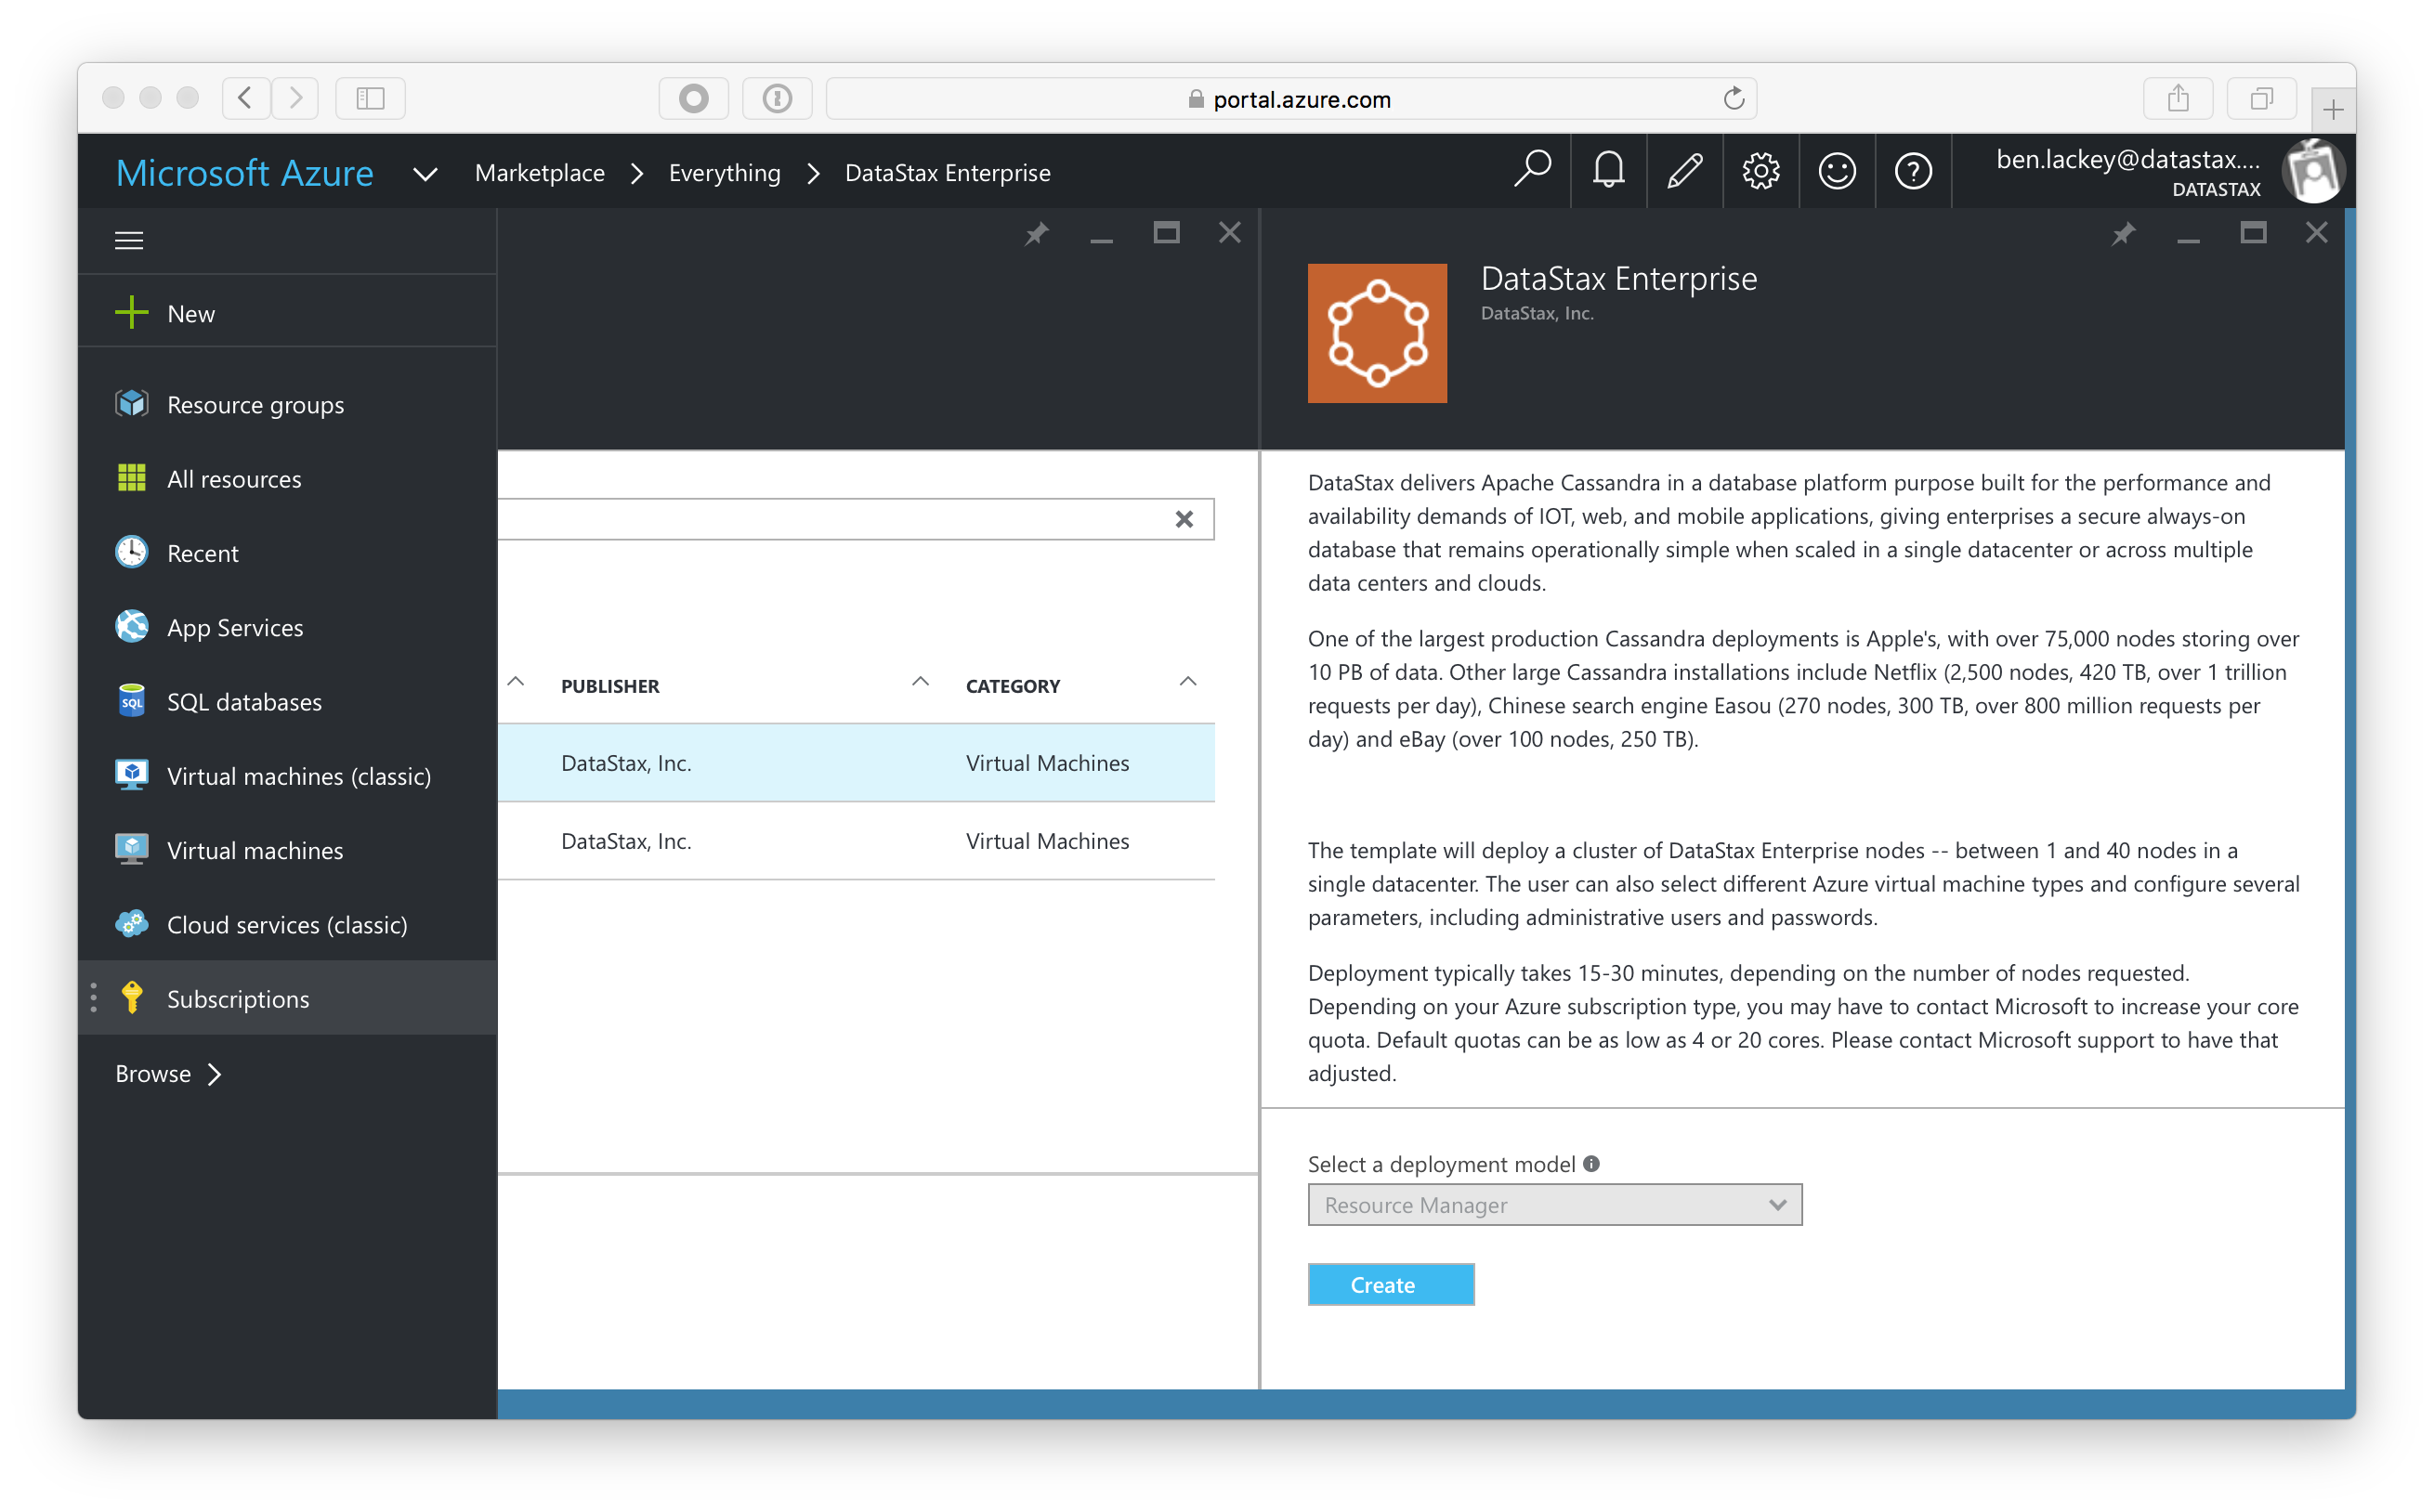 portal.azure.com
Microsoft Azure
Marketplace
Everything
DataStax Enterprise
ben.lackey@datastax....
DATASTAX
New
Resource groups
All resources
Recent
App Services
SQL
SQL databases
Virtual machines (classic)
Virtual machines
Cloud services (classic)
Subscriptions
Browse
PUBLISHER
CATEGORY
DataStax, Inc.
Virtual Machines
DataStax, Inc.
Virtual Machines
DataStax Enterprise
DataStax, Inc.
DataStax delivers Apache Cassandra in a database platform purpose built for the performance and
availability demands of IOT, web, and mobile applications, giving enterprises a secure always-on
database that remains operationally simple when scaled in a single datacenter or across multiple
data centers and clouds.
One of the largest production Cassandra deployments is Apple's, with over 75,000 nodes storing over
10 PB of data. Other large Cassandra installations include Netflix (2,500 nodes, 420 TB, over 1 trillion
requests per day), Chinese search engine Easou (270 nodes, 300 TB, over 800 million requests per
day) and eBay (over 100 nodes, 250 TB).
The template will deploy a cluster of DataStax Enterprise nodes -- between 1 and 40 nodes in a
single datacenter. The user can also select different Azure virtual machine types and configure several
parameters, including administrative users and passwords.
Deployment typically takes 15-30 minutes, depending on the number of nodes requested.
Depending on your Azure subscription type, you may have to contact Microsoft to increase your core
quota. Default quotas can be as low as 4 or 20 cores. Please contact Microsoft support to have that
adjusted.
Select a deployment model
Resource Manager
Create